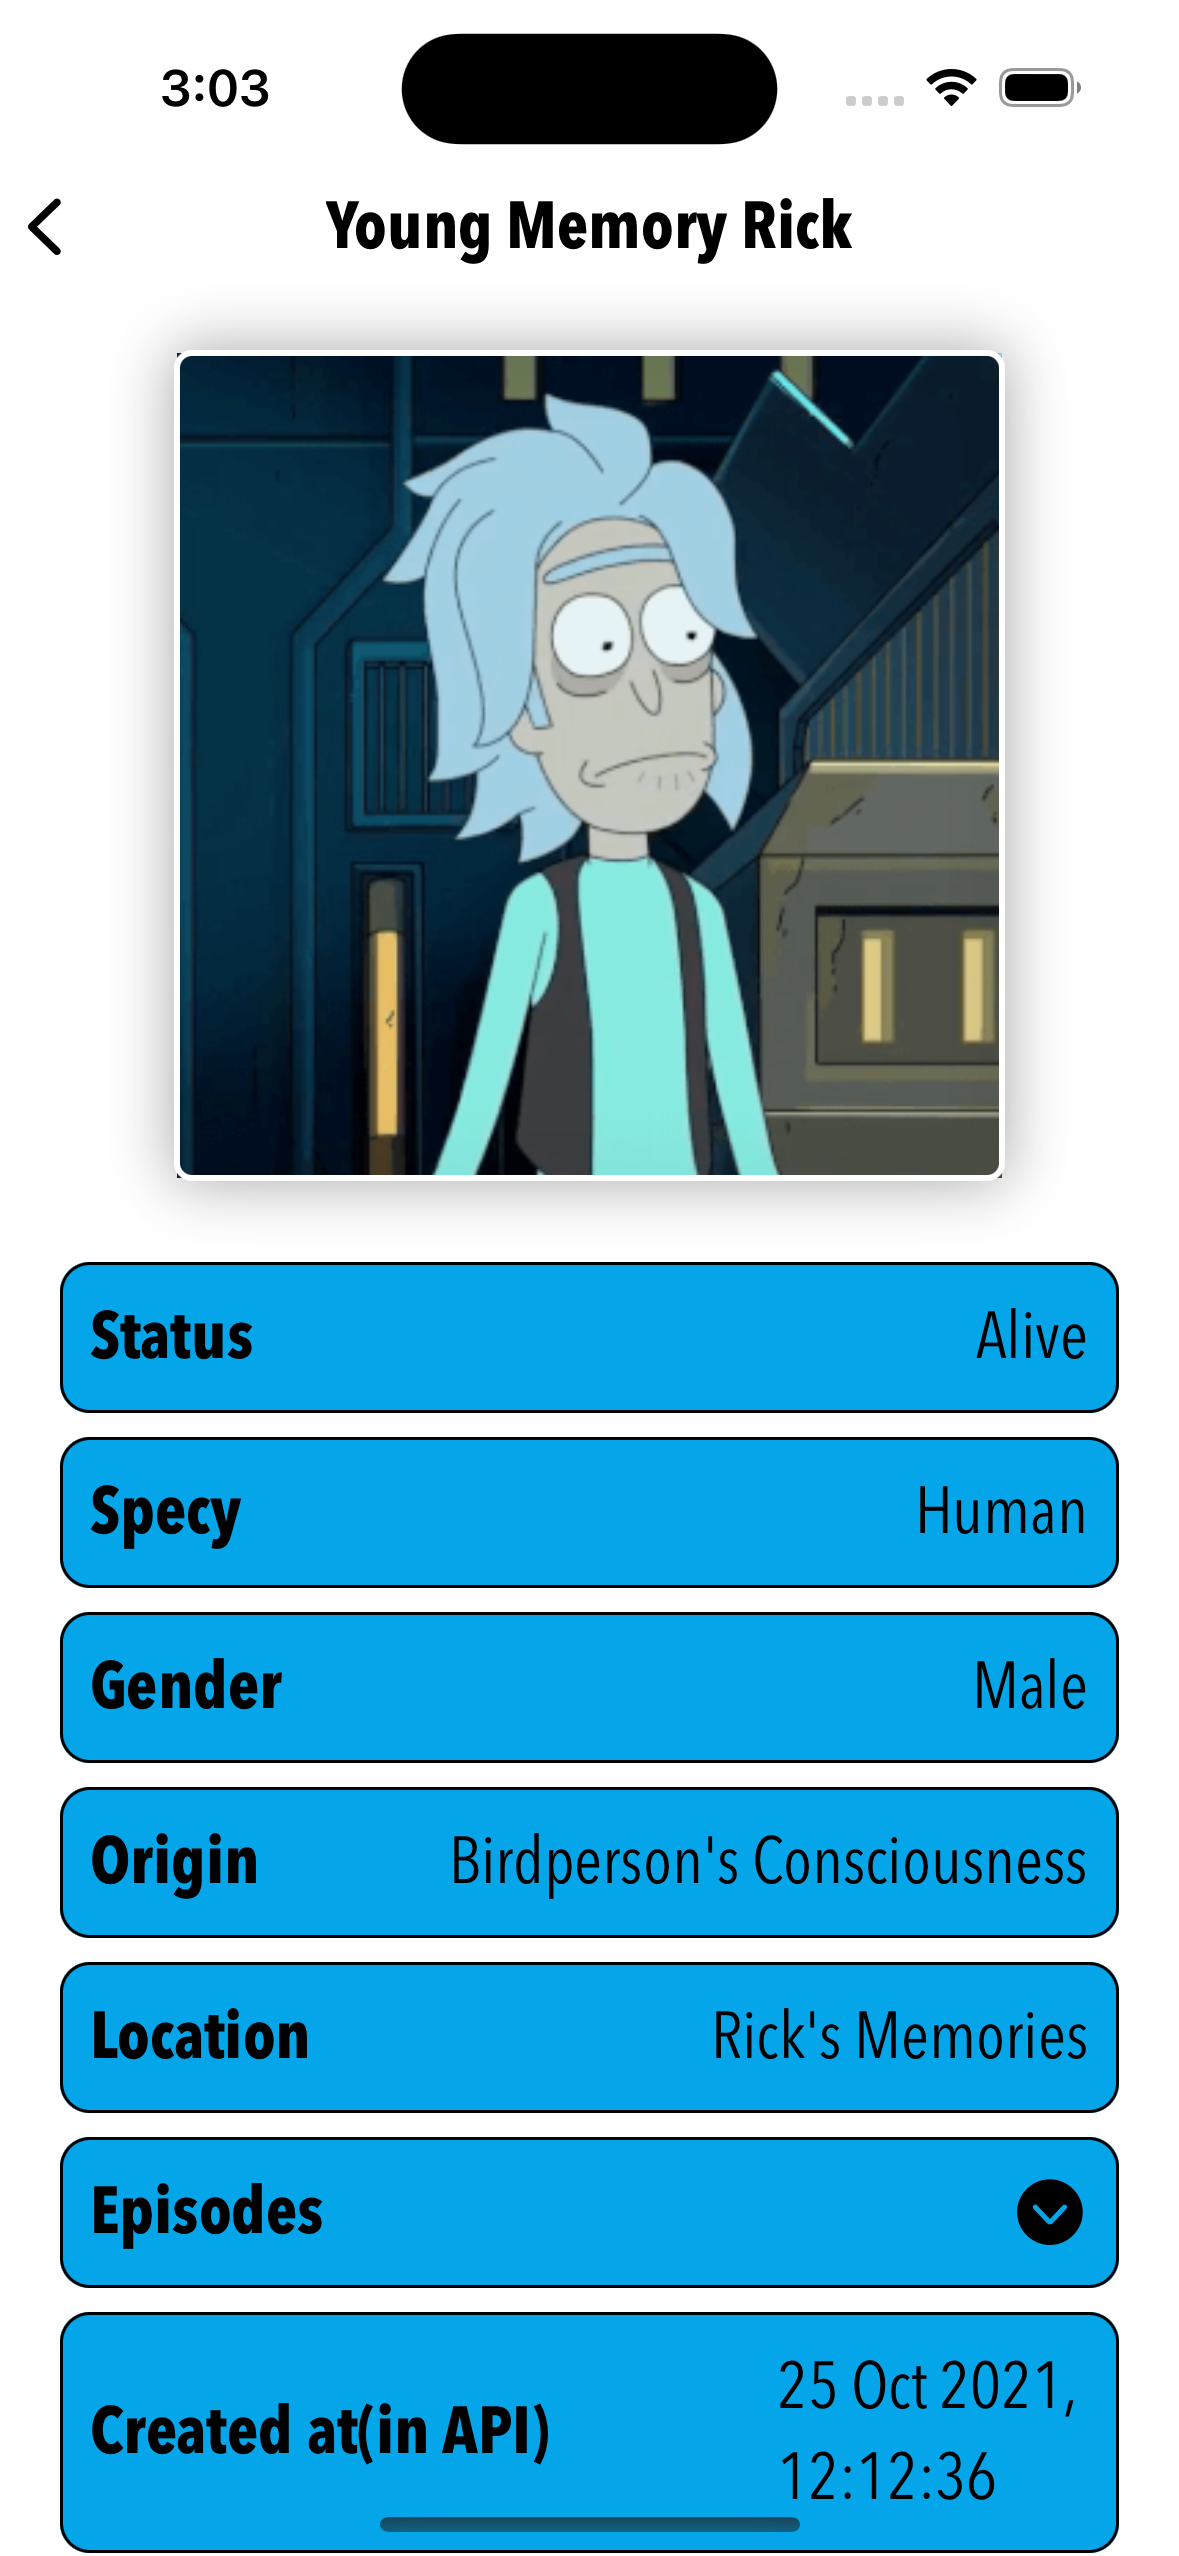 3:03
Young Memory Rick
Status Alive
Specy Human
Gender Male
Origin Birdperson's Consciousness
Location Rick's Memories
Episodes
Created at(in API) 25 Oct 2021,
12:12:36